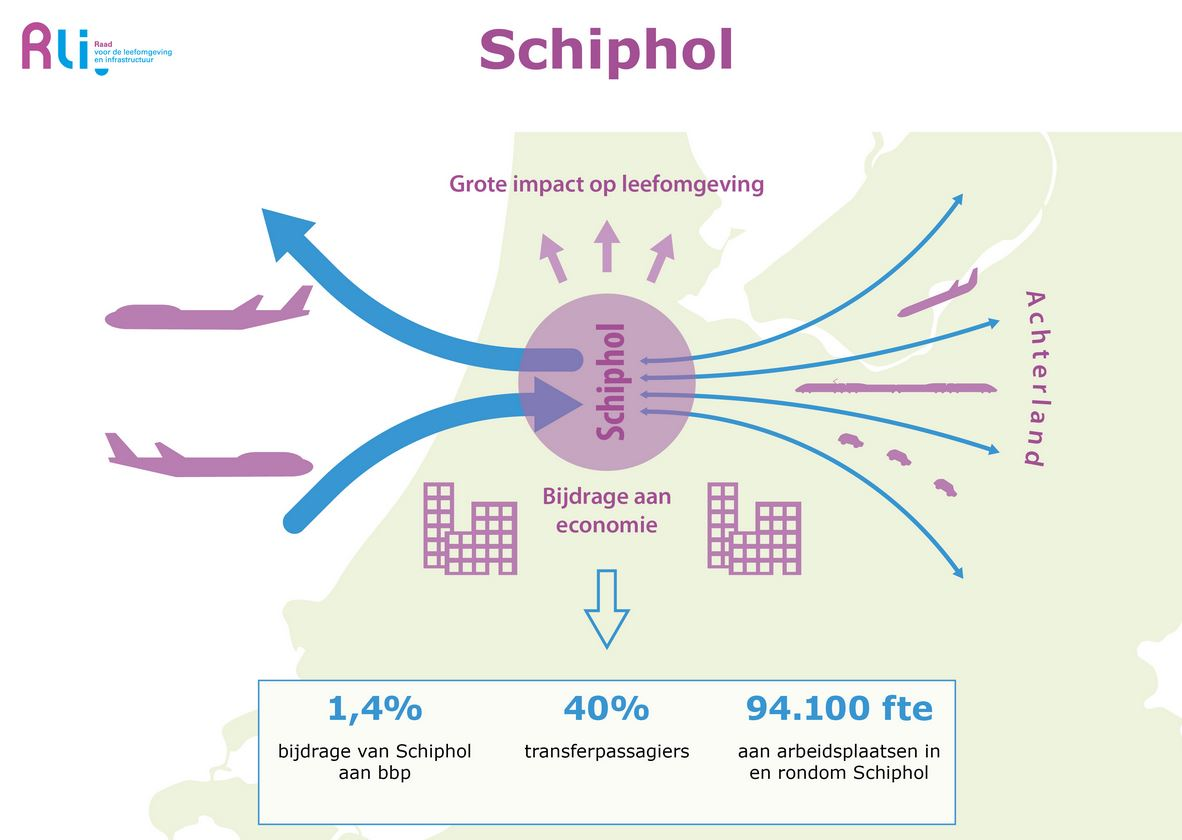 Rli
Raad
voor de leefomgeving
en infrastructuur
Schiphol
Grote impact op leefomgeving
Schiphol
Achterland
Bijdrage aan
economie
1,4%
bijdrage van Schiphol
aan bbp
40%
transferpassagiers
94.100 fte
aan arbeidsplaatsen in
en rondom Schiphol